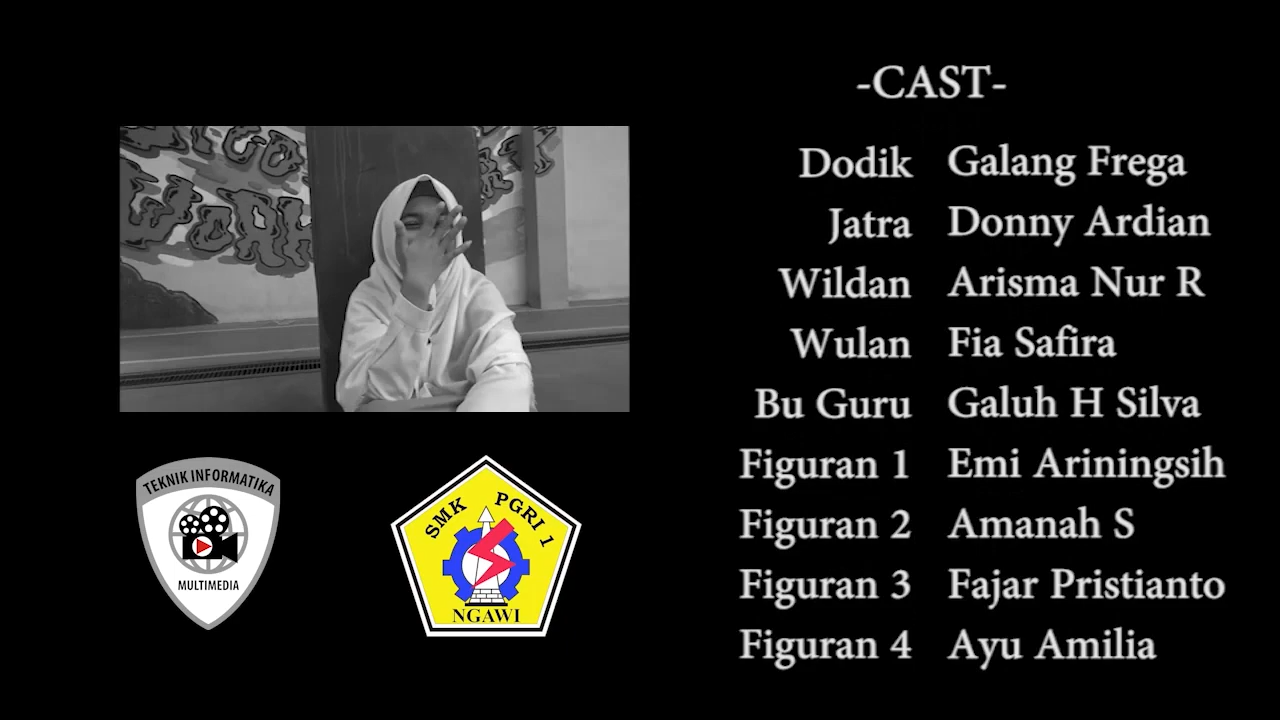 -CAST-
Dodik Galang Frega
Jatra Donny Ardian
Wildan Arisma Nur R
Wulan Fia Safira
Bu Guru Galuh H Silva
Figuran 1 Emi Ariningsih
Figuran 2 Amanah S
Figuran 3 Fajar Pristianto
Figuran 4 Ayu Amilia
TEKNIK INFORMATIKA
MULTIMEDIA
SMK PGRI 1
NGAWI